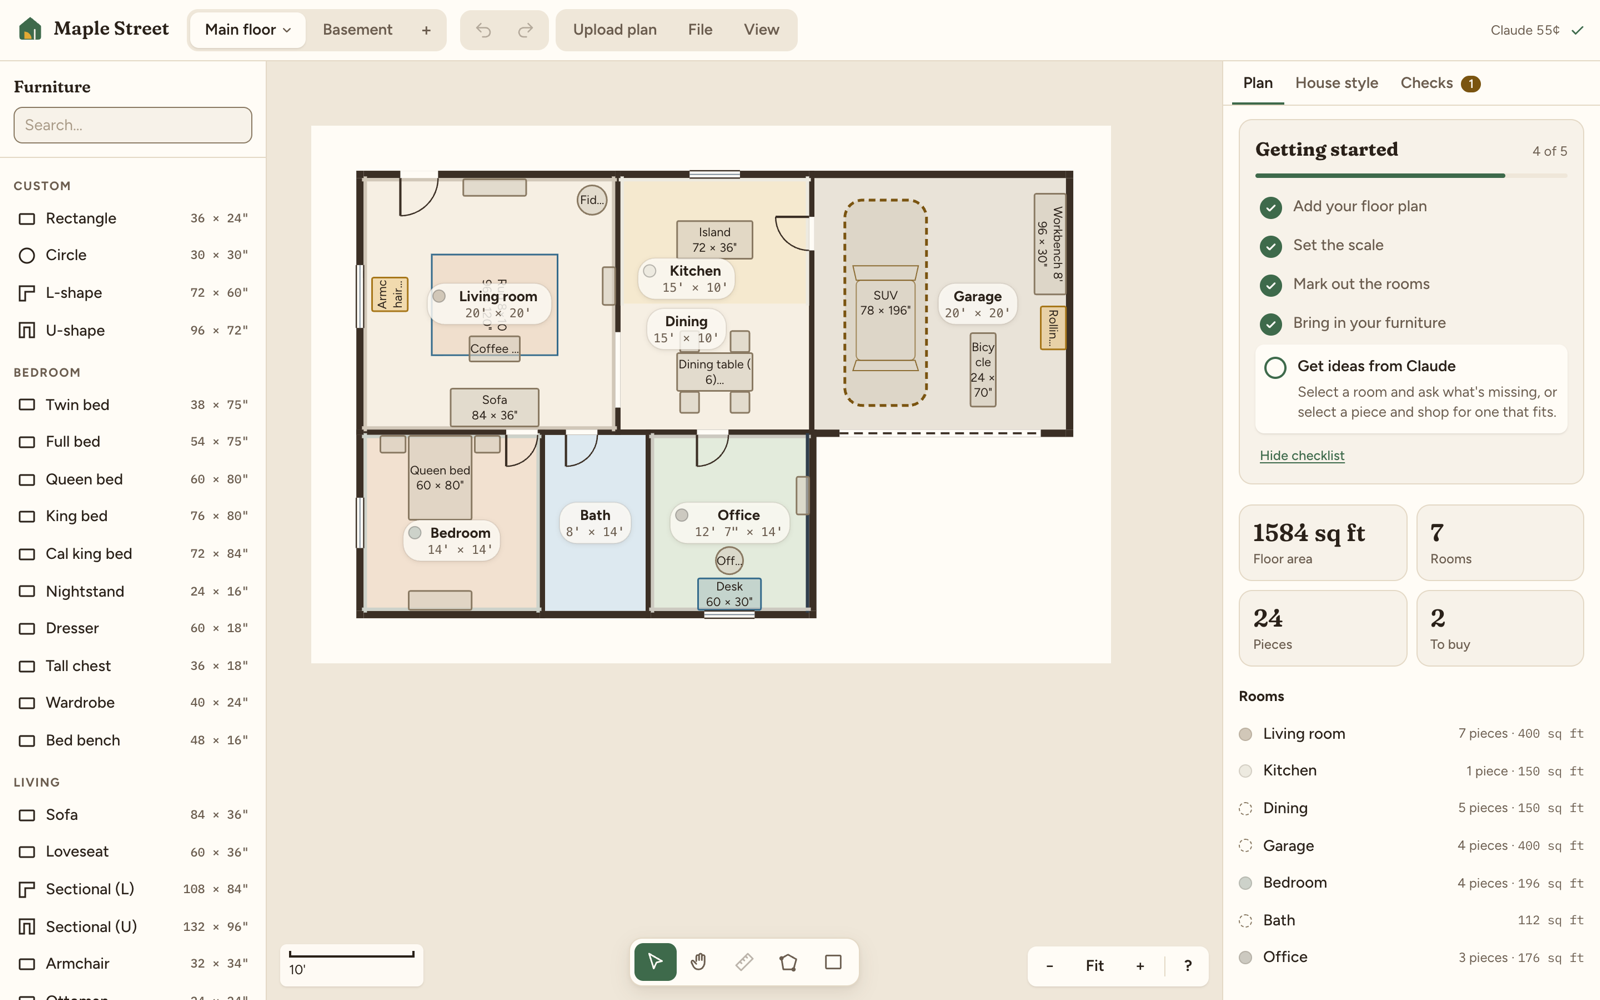 Maple Street
Main floor
Basement
+
Upload plan
File
View
Claude 55¢
Furniture
Search...
CUSTOM
Rectangle 36 × 24"
Circle 30 × 30"
L-shape 72 × 60"
U-shape 96 × 72"
BEDROOM
Twin bed 38 × 75"
Full bed 54 × 75"
Queen bed 60 × 80"
King bed 76 × 80"
Cal king bed 72 × 84"
Nightstand 24 × 16"
Dresser 60 × 18"
Tall chest 36 × 18"
Wardrobe 40 × 24"
Bed bench 48 × 16"
LIVING
Sofa 84 × 36"
Loveseat 60 × 36"
Sectional (L) 108 × 84"
Sectional (U) 132 × 96"
Armchair 32 × 34"
Fid...
Armc
hair...
Living room
20' × 20'
Coffee ...
Sofa
84 × 36"
Island
72 × 36"
Kitchen
15' × 10'
Dining
15' × 10'
Dining table (
6)...
SUV
78 × 196"
Garage
20' × 20'
Workbench 8'
96 × 30"
Rollin...
Bicy
cle
24 ×
70"
Queen bed
60 × 80"
Bedroom
14' × 14'
Bath
8' × 14'
Office
12' 7" × 14'
Off...
Desk
60 × 30"
10'
-
Fit
+
?
Plan
House style
Checks 1
Getting started 4 of 5
Add your floor plan
Set the scale
Mark out the rooms
Bring in your furniture
Get ideas from Claude
Select a room and ask what's missing, or
select a piece and shop for one that fits.
Hide checklist
1584 sq ft
Floor area
7
Rooms
24
Pieces
2
To buy
Rooms
Living room 7 pieces · 400 sq ft
Kitchen 1 piece · 150 sq ft
Dining 5 pieces · 150 sq ft
Garage 4 pieces · 400 sq ft
Bedroom 4 pieces · 196 sq ft
Bath 112 sq ft
Office 3 pieces · 176 sq ft